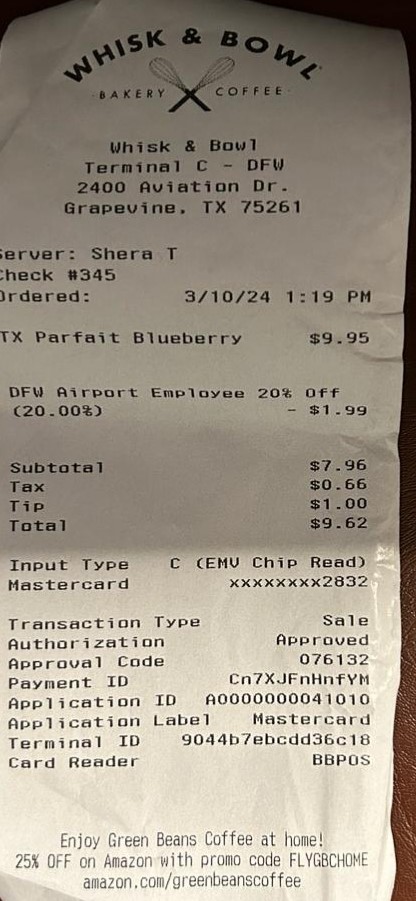 WHISK & BOWL
BAKERY COFFEE
Whisk & Bowl
Terminal C - DFW
2400 Aviation Dr.
Grapevine, TX 75261
Server: Shera T
Check #345
Ordered: 3/10/24 1:19 PM
TX Parfait Blueberry $9.95
DFW Airport Employee 20% Off
(20.00%) - $1.99
Subtotal $7.96
Tax $0.66
Tip $1.00
Total $9.62
Input Type C (EMV Chip Read)
Mastercard xxxxxxxx2832
Transaction Type Sale
Authorization Approved
Approval Code 076132
Payment ID Cn7XJFnHnfYM
Application ID A0000000041010
Application Label Mastercard
Terminal ID 9044b7ebcdd36c18
Card Reader BBPOS
Enjoy Green Beans Coffee at home!
25% OFF on Amazon with promo code FLYGBCHOME
amazon.com/greenbeanscoffee